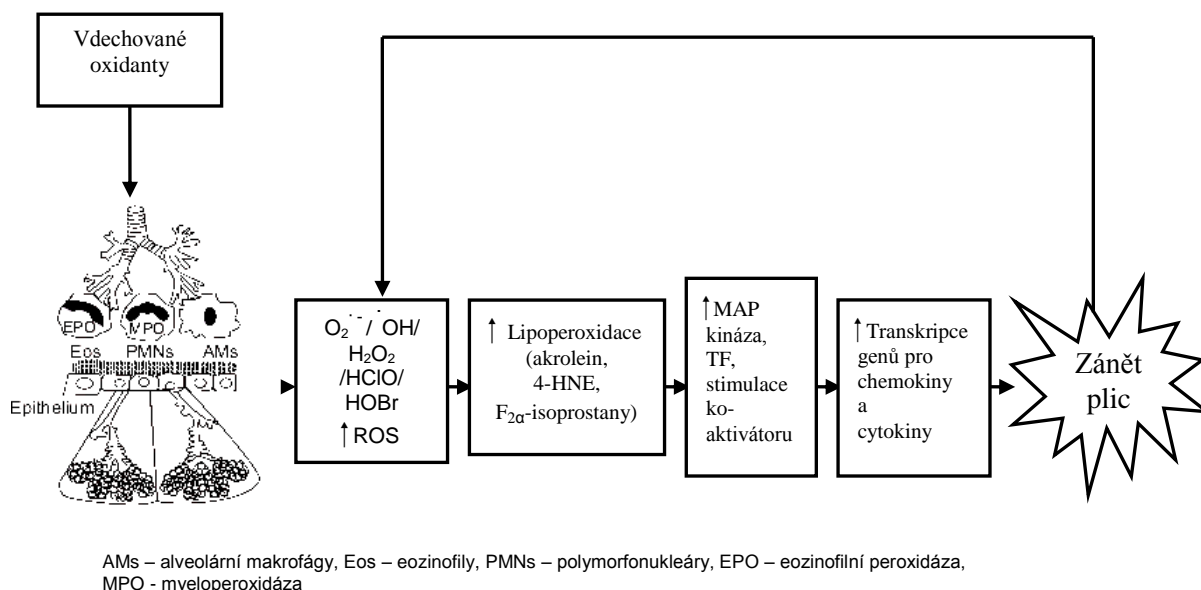 Vdechované
oxidanty
EPO
MPO
Eos
PMNs
AMs
Epithelium
O₂˙⁻ / ˙OH/
H₂O₂
/HClO/
HOBr
↑ROS
↑ Lipoperoxidace
(akrolein,
4-HNE,
F₂α-isoprostany)
↑MAP
kináza,
TF,
stimulace
ko-
aktivátoru
↑Transkripce
genů pro
chemokiny
a
cytokiny
Zánět
plic
AMs – alveolární makrofágy, Eos – eozinofily, PMNs – polymorfonukleáry, EPO – eozinofilní peroxidáza,
MPO - myeloperoxidáza